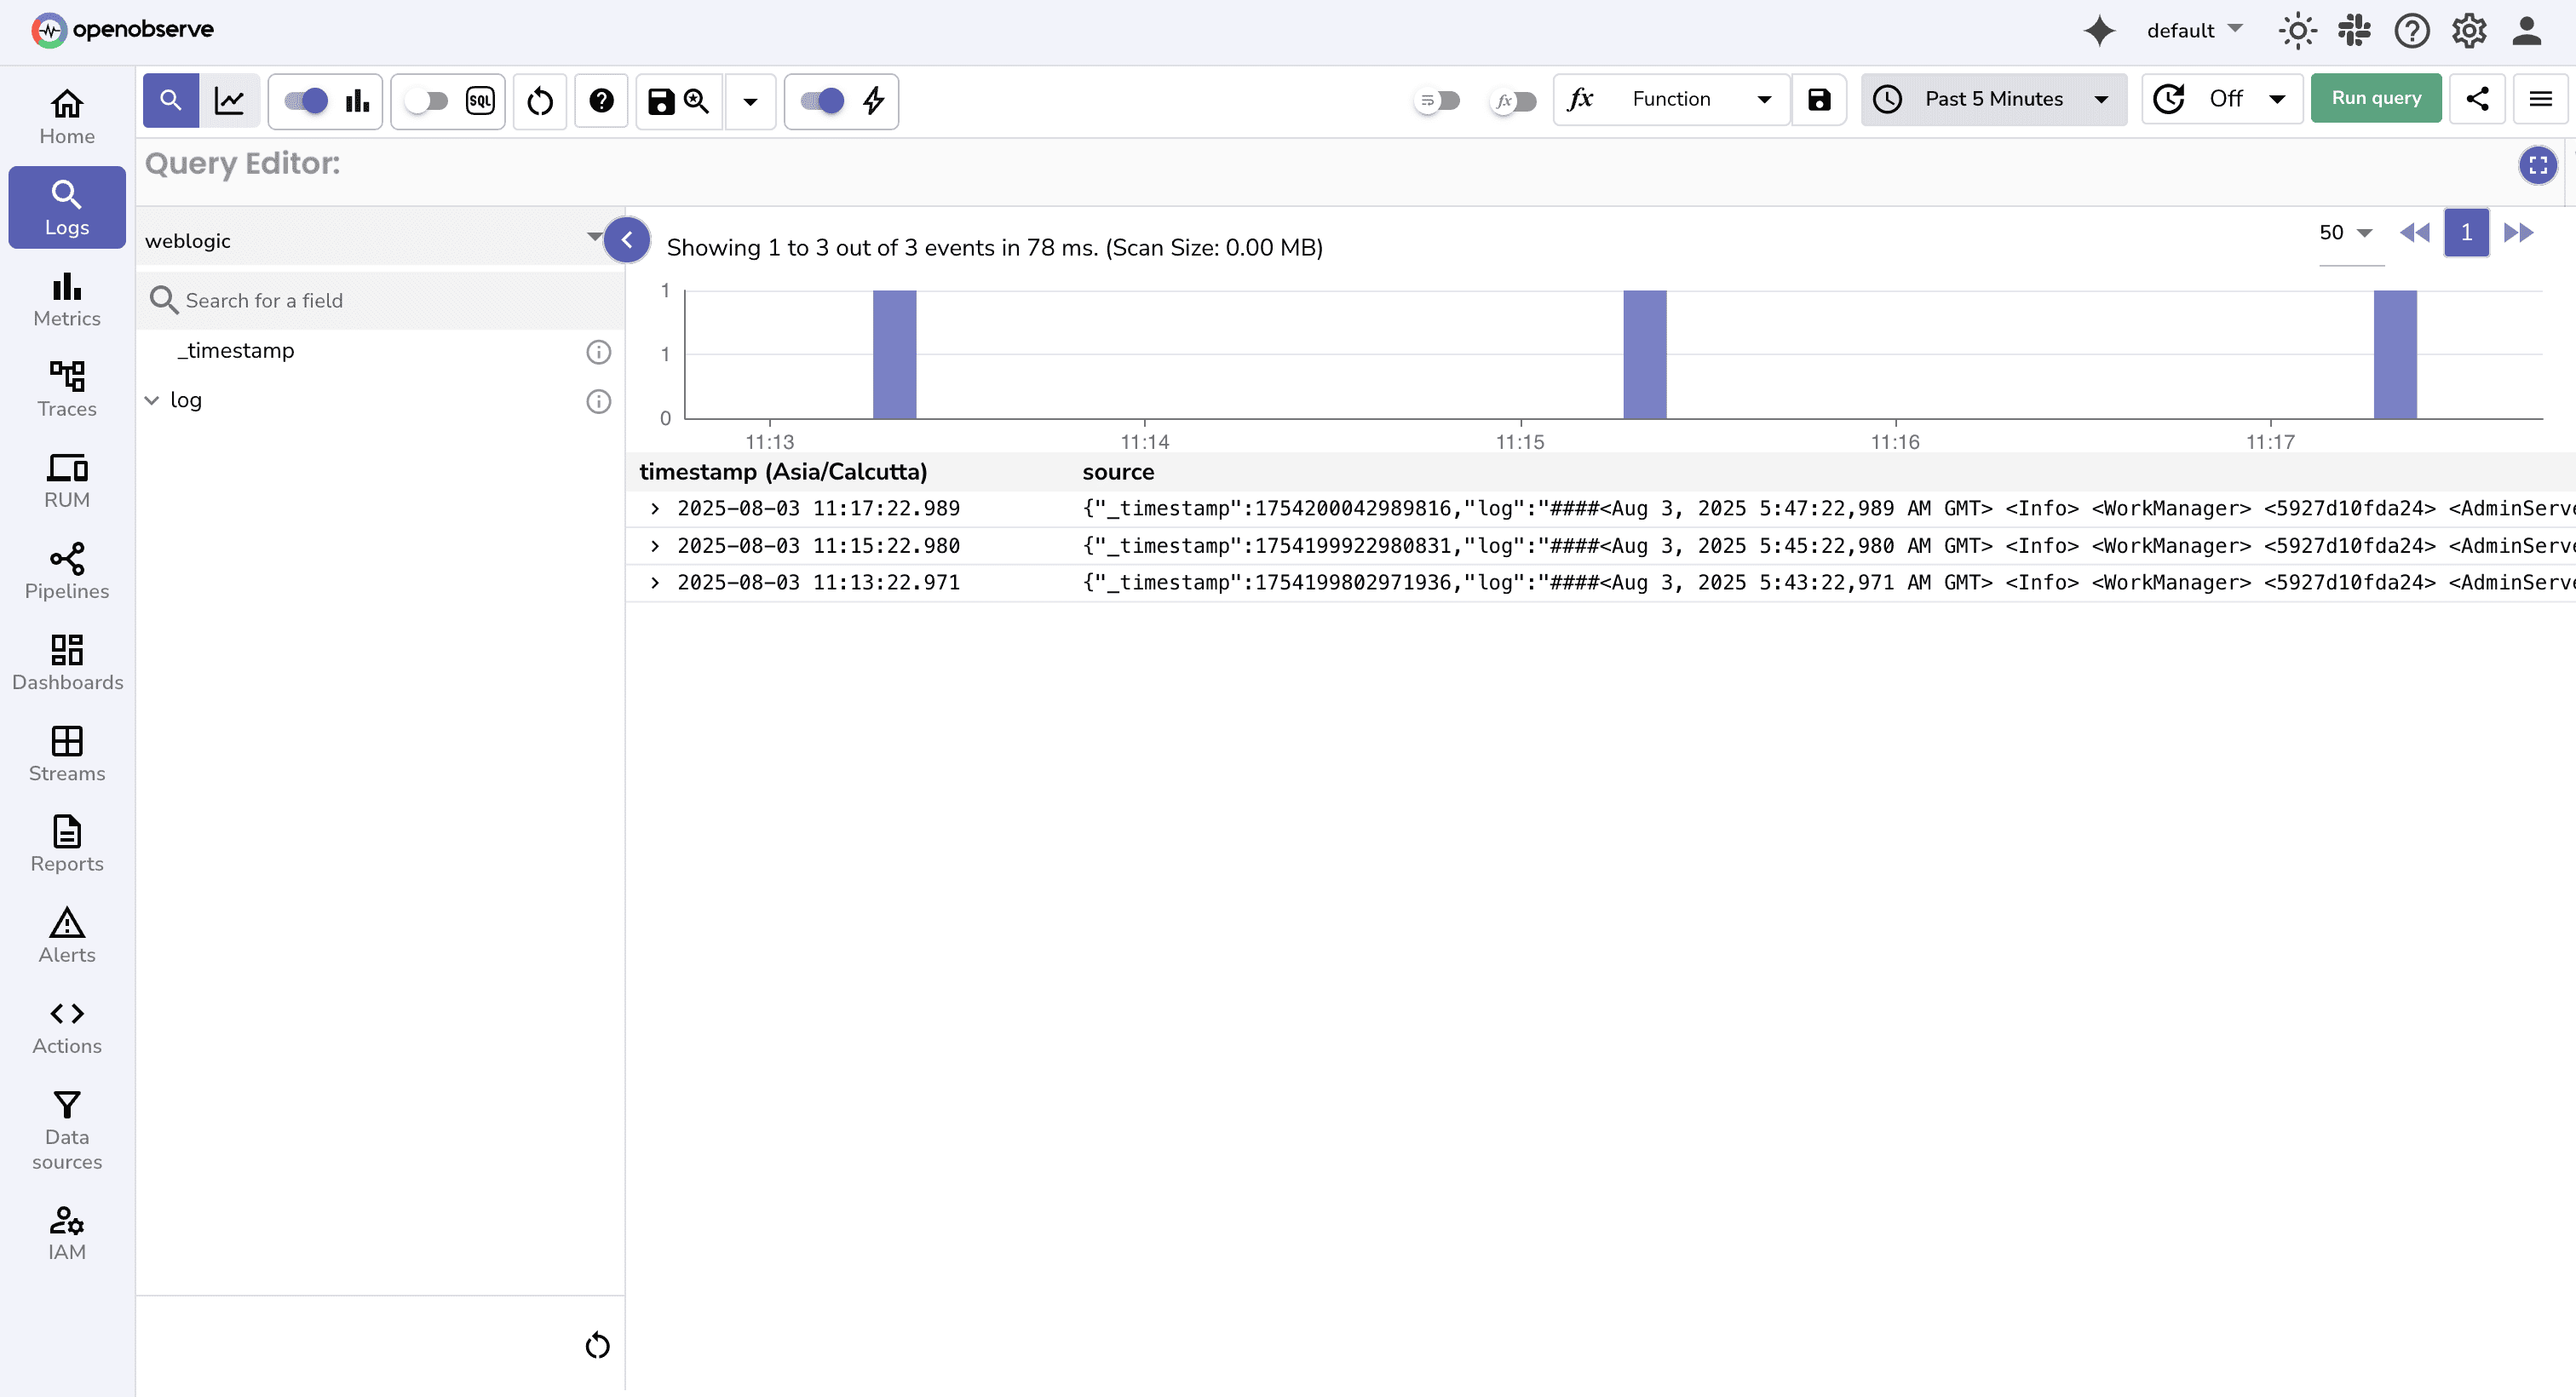 openobserve
default
Home
Logs
Metrics
Traces
RUM
Pipelines
Dashboards
Streams
Reports
Alerts
Actions
Data
sources
IAM
SQL
fx
fx Function
Past 5 Minutes
Off
Run query
Query Editor:
weblogic
Search for a field
_timestamp
log
Showing 1 to 3 out of 3 events in 78 ms. (Scan Size: 0.00 MB)
50
1
1
1
0
11:13 11:14 11:15 11:16 11:17
timestamp (Asia/Calcutta) source
2025-08-03 11:17:22.989 {"_timestamp":1754200042989816,"log":"####<Aug 3, 2025 5:47:22,989 AM GMT> <Info> <WorkManager> <5927d10fda24> <AdminServe
2025-08-03 11:15:22.980 {"_timestamp":1754199922980831,"log":"####<Aug 3, 2025 5:45:22,980 AM GMT> <Info> <WorkManager> <5927d10fda24> <AdminServe
2025-08-03 11:13:22.971 {"_timestamp":1754199802971936,"log":"####<Aug 3, 2025 5:43:22,971 AM GMT> <Info> <WorkManager> <5927d10fda24> <AdminServe